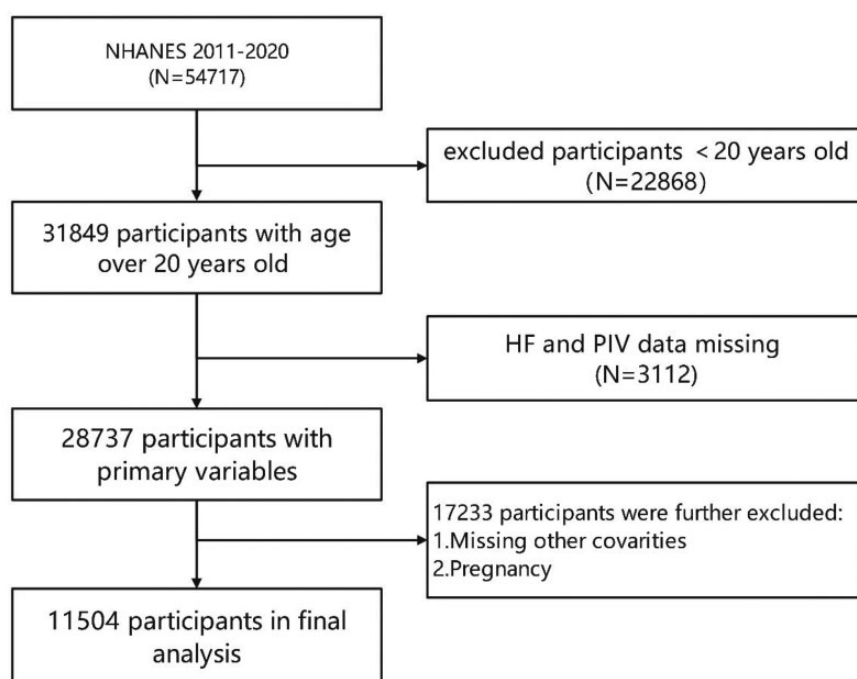 NHANES 2011-2020
(N=54717)
excluded participants <20 years old
(N=22868)
31849 participants with age
over 20 years old
HF and PIV data missing
(N=3112)
28737 participants with
primary variables
17233 participants were further excluded:
1.Missing other covarities
2.Pregnancy
11504 participants in final
analysis